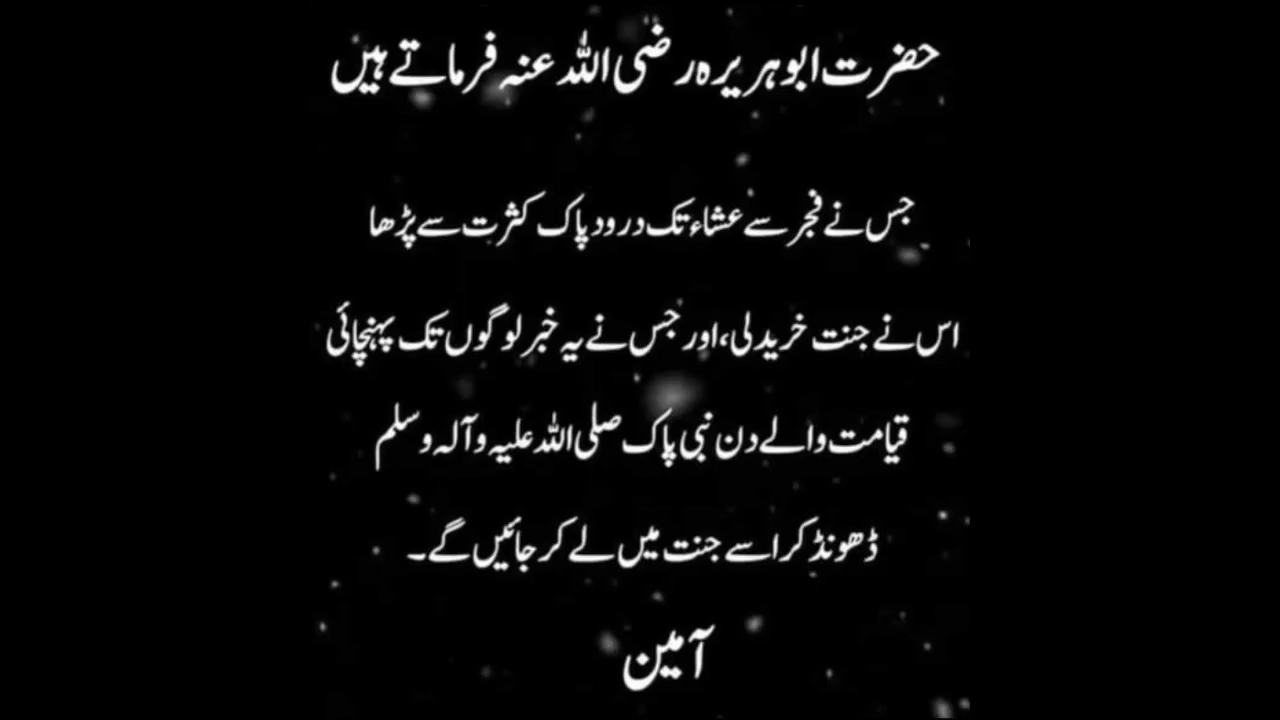 حضرت ابو ہریرہ رضی اللہ عنہ فرماتے ہیں
جس نے فجر سے عشاء تک درود پاک کثرت سے پڑھا
اس نے جنت خرید لی، اور جس نے یہ خبر لوگوں تک پہنچائی
قیامت والے دن نبی پاک صلی اللہ علیہ وآلہ وسلم
ڈھونڈ کر اسے جنت میں لے کر جائیں گے۔
آمین